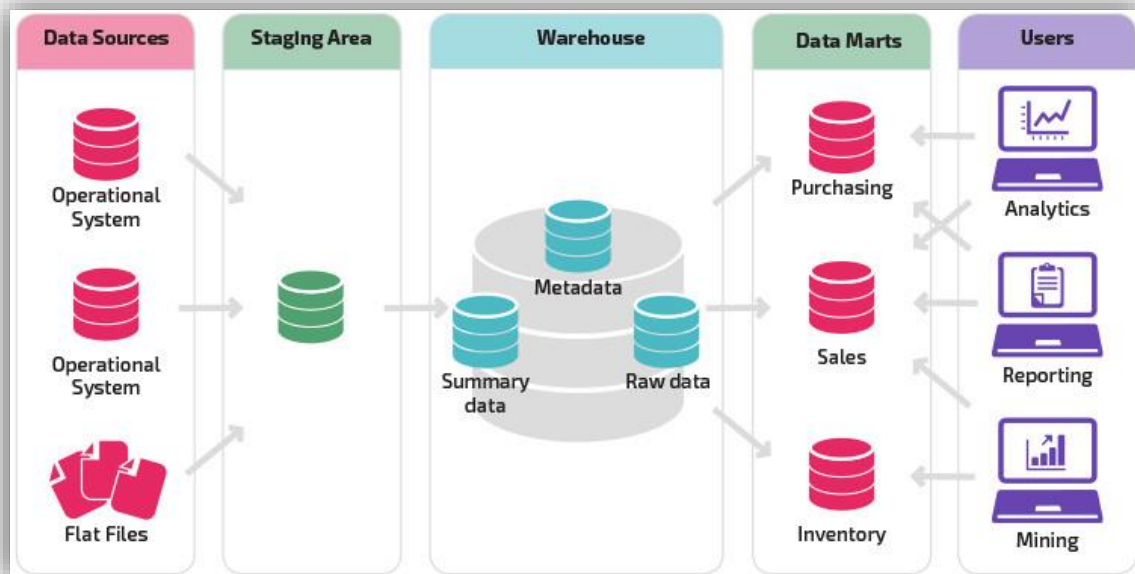 Data Sources
Staging Area
Warehouse
Data Marts
Users
Operational
System
Operational
System
Flat Files
Metadata
Summary
data
Raw data
Purchasing
Sales
Inventory
Analytics
Reporting
Mining